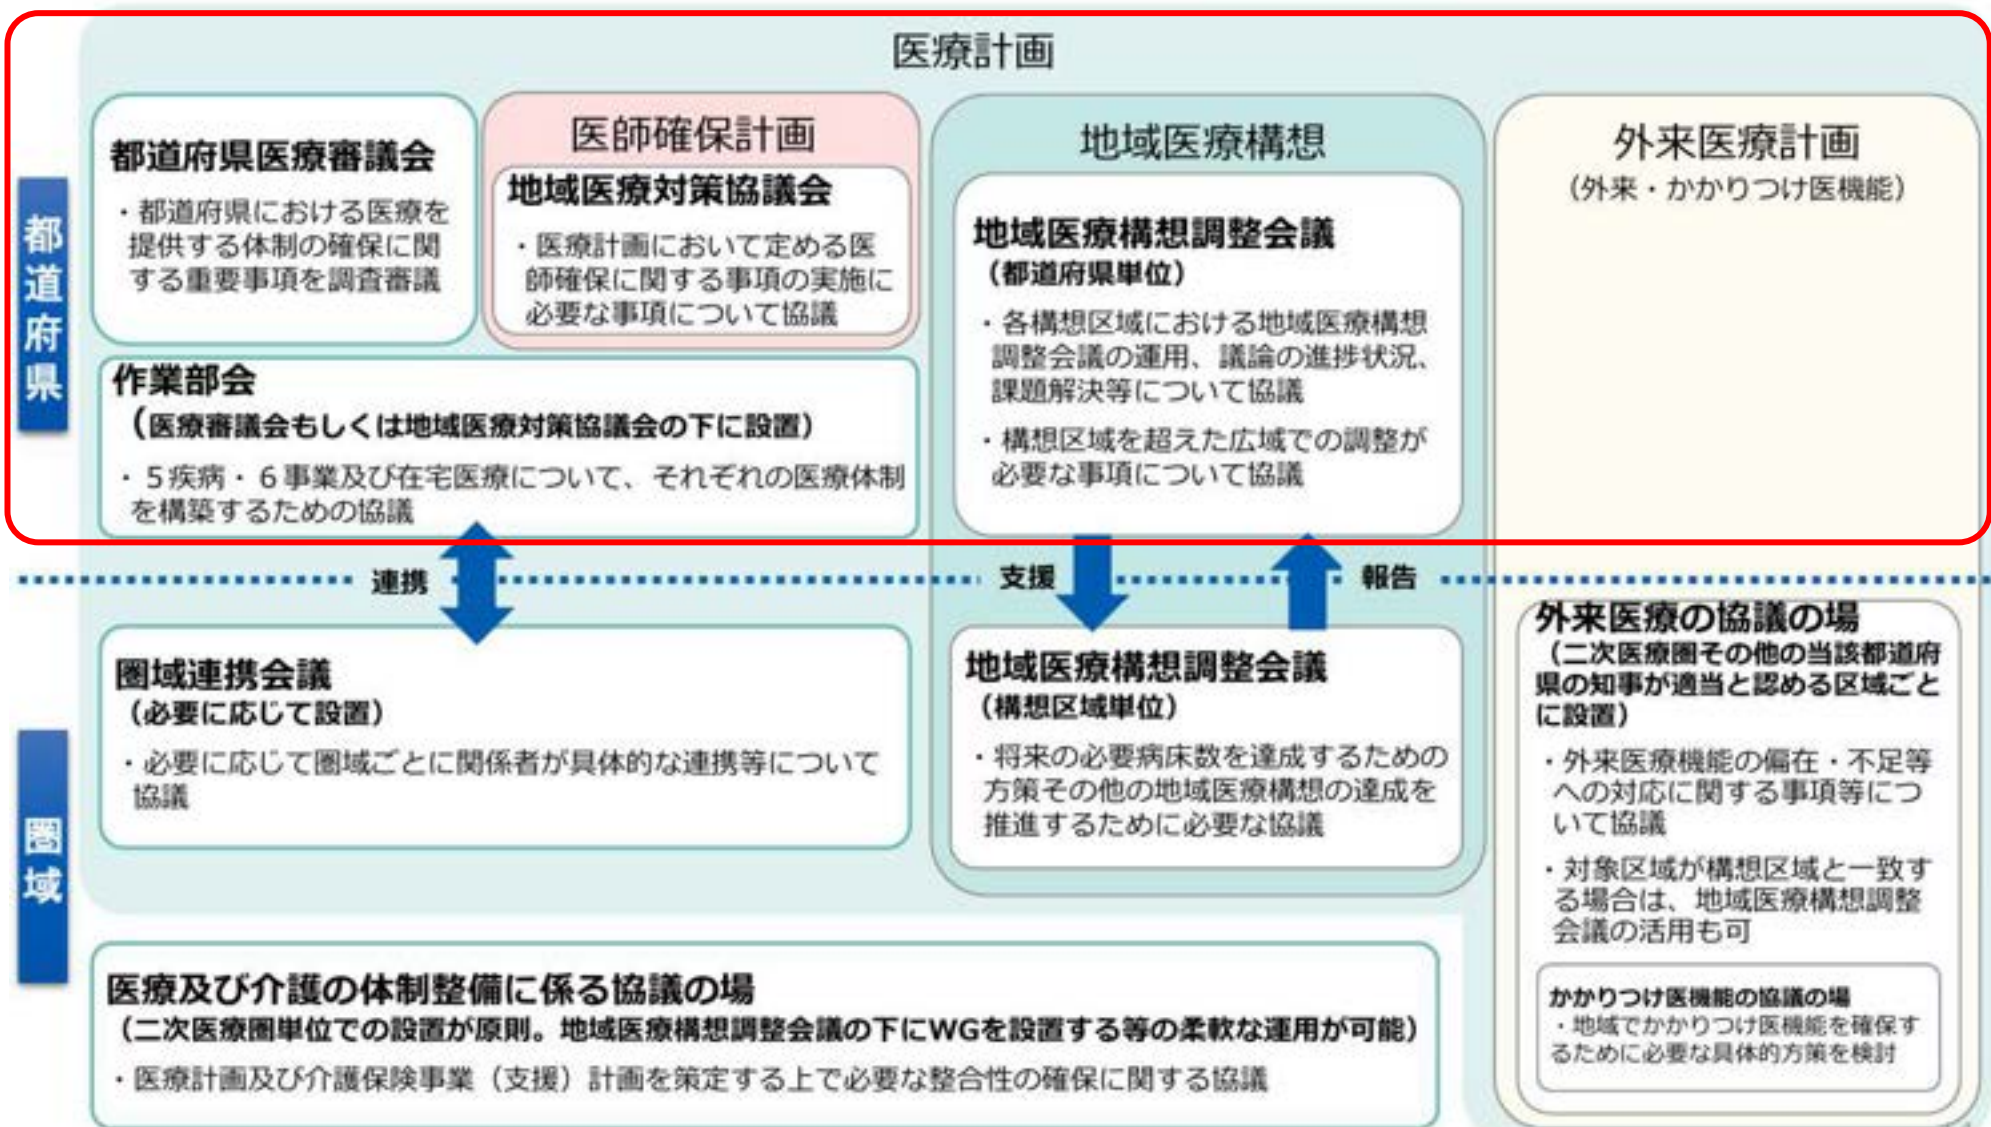 医療計画
都道府県
都道府県医療審議会
・都道府県における医療を
提供する体制の確保に関
する重要事項を調査審議
医師確保計画
地域医療対策協議会
・医療計画において定める医
師確保に関する事項の実施に
必要な事項について協議
作業部会
（医療審議会もしくは地域医療対策協議会の下に設置）
・５疾病・６事業及び在宅医療について、それぞれの医療体制
を構築するための協議
地域医療構想
地域医療構想調整会議
（都道府県単位）
・各構想区域における地域医療構想
調整会議の運用、議論の進捗状況、
課題解決等について協議
・構想区域を超えた広域での調整が
必要な事項について協議
外来医療計画
（外来・かかりつけ医機能）
連携
支援
報告
圏域
圏域連携会議
（必要に応じて設置）
・必要に応じて圏域ごとに関係者が具体的な連携等について
協議
地域医療構想調整会議
（構想区域単位）
・将来の必要病床数を達成するための
方策その他の地域医療構想の達成を
推進するために必要な協議
外来医療の協議の場
（二次医療圏その他の当該都道府
県の知事が適当と認める区域ごと
に設置）
・外来医療機能の偏在・不足等
への対応に関する事項等につ
いて協議
・対象区域が構想区域と一致す
る場合は、地域医療構想調整
会議の活用も可
かかりつけ医機能の協議の場
・地域でかかりつけ医機能を確保す
るために必要な具体的方策を検討
医療及び介護の体制整備に係る協議の場
（二次医療圏単位での設置が原則。地域医療構想調整会議の下にWGを設置する等の柔軟な運用が可能）
・医療計画及び介護保険事業（支援）計画を策定する上で必要な整合性の確保に関する協議